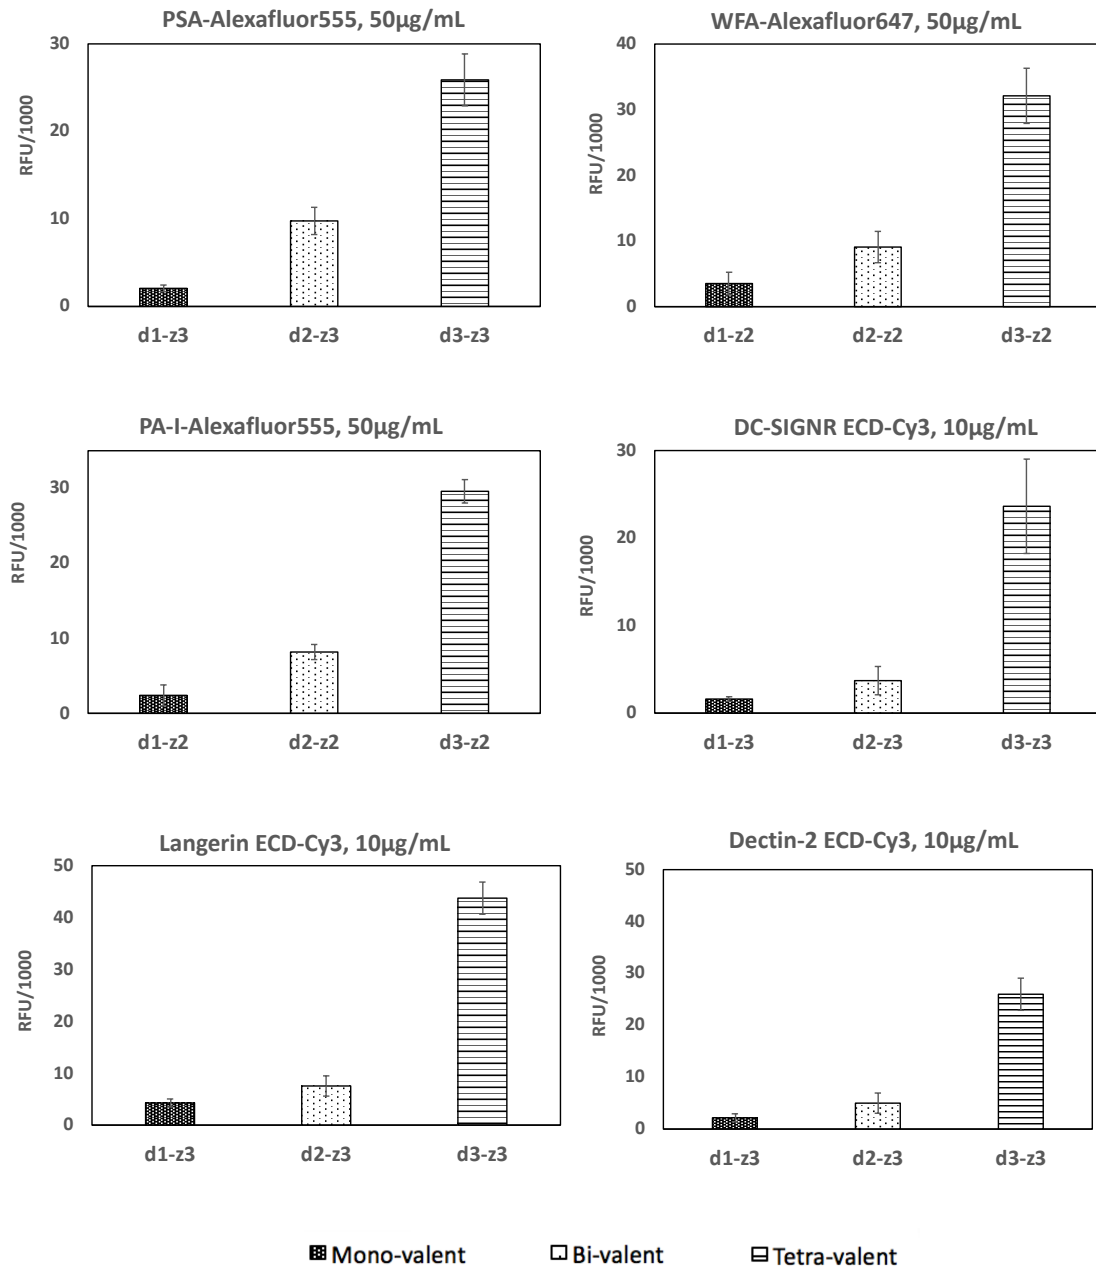 PSA-Alexafluor555, 50µg/mL
30
20
10
0
RFU/1000
d1-z3 d2-z3 d3-z3
WFA-Alexafluor647, 50µg/mL
40
30
20
10
0
RFU/1000
d1-z2 d2-z2 d3-z2
PA-I-Alexafluor555, 50µg/mL
30
20
10
0
RFU/1000
d1-z2 d2-z2 d3-z2
DC-SIGNR ECD-Cy3, 10µg/mL
30
20
10
0
RFU/1000
d1-z3 d2-z3 d3-z3
Langerin ECD-Cy3, 10µg/mL
50
40
30
20
10
0
RFU/1000
d1-z3 d2-z3 d3-z3
Dectin-2 ECD-Cy3, 10µg/mL
50
40
30
20
10
0
RFU/1000
d1-z3 d2-z3 d3-z3
Mono-valent Bi-valent Tetra-valent